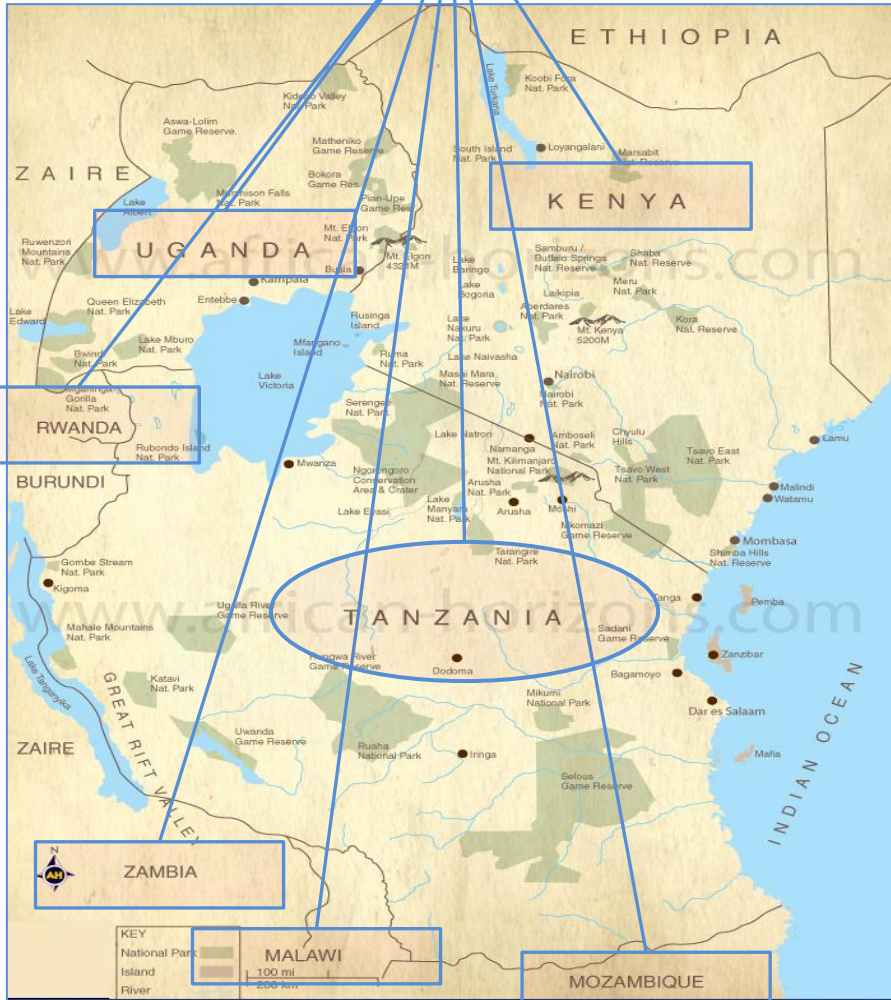 ETHIOPIA
Lake Turkana
Koobi Fora
Nat. Park
Kidepo Valley
Nat. Park
Aswa-Lolim
Game Reserve
Matheniko
Game Reserve
South Island
Nat. Park
Loyangalani
Marsabit
Nat. Reserve
ZAIRE
Bokora
Game Res.
Murchison Falls
Nat. Park
Pian-Upe
Game Res.
KENYA
Lake
Albert
UGANDA
Mt. Elgon
Nat. Park
Mt. Elgon
4321M
Ruwenzori
Mountains
Nat. Park
Busia
Kampala
Entebbe
Lake
Baringo
Lake
Bogoria
Samburu /
Buffalo Springs
Nat. Reserve
Shaba
Nat. Reserve
Laikipia
Meru
Nat. Park
Aberdares
Nat. Park
Mt. Kenya
5200M
Kora
Nat. Reserve
Queen Elizabeth
Nat. Park
Lake
Edward
Lake Mburo
Nat. Park
Bwindi
Nat. Park
Rusinga
Island
Mfangano
Island
Lake
Nakuru
Nat. Park
Ruma
Nat. Park
Lake Naivasha
Lake
Victoria
Masai Mara
Nat. Reserve
Nairobi
Nairobi
Nat. Park
Mgahinga
Gorilla
Nat. Park
RWANDA
Rubondo Island
Nat. Park
Serengeti
Nat. Park
Lake Natron
Namanga
Amboseli
Nat. Park
Chyulu
Hills
Lamu
Mt. Kilimanjaro
National Park
Tsavo East
Nat. Park
Tsavo West
Nat. Park
Mwanza
BURUNDI
Ngorongoro
Conservation
Area & Crater
Arusha
Nat. Park
Malindi
Watamu
Lake Eyasi
Lake
Manyara
Nat. Park
Arusha
Moshi
Mkomazi
Game Reserve
Mombasa
Shimba Hills
Nat. Reserve
Tarangire
Nat. Park
Gombe Stream
Nat. Park
Kigoma
Tanga
Pemba
www.african-horizons.com
Ugalla River
Game Reserve
TANZANIA
Sadani
Game Reserve
Mahale Mountains
Nat. Park
Lake Tanganyika
Rungwa River
Game Reserve
Dodoma
Zanzibar
Bagamoyo
Katavi
Nat. Park
GREAT RIFT VALLEY
Mikumi
National Park
Dar es Salaam
Uwanda
Game Reserve
Ruaha
National Park
Iringa
ZAIRE
Mafia
Selous
Game Reserve
INDIAN OCEAN
N
AH
ZAMBIA
KEY
National Park
Island
River
MALAWI
100 mi
200 km
MOZAMBIQUE